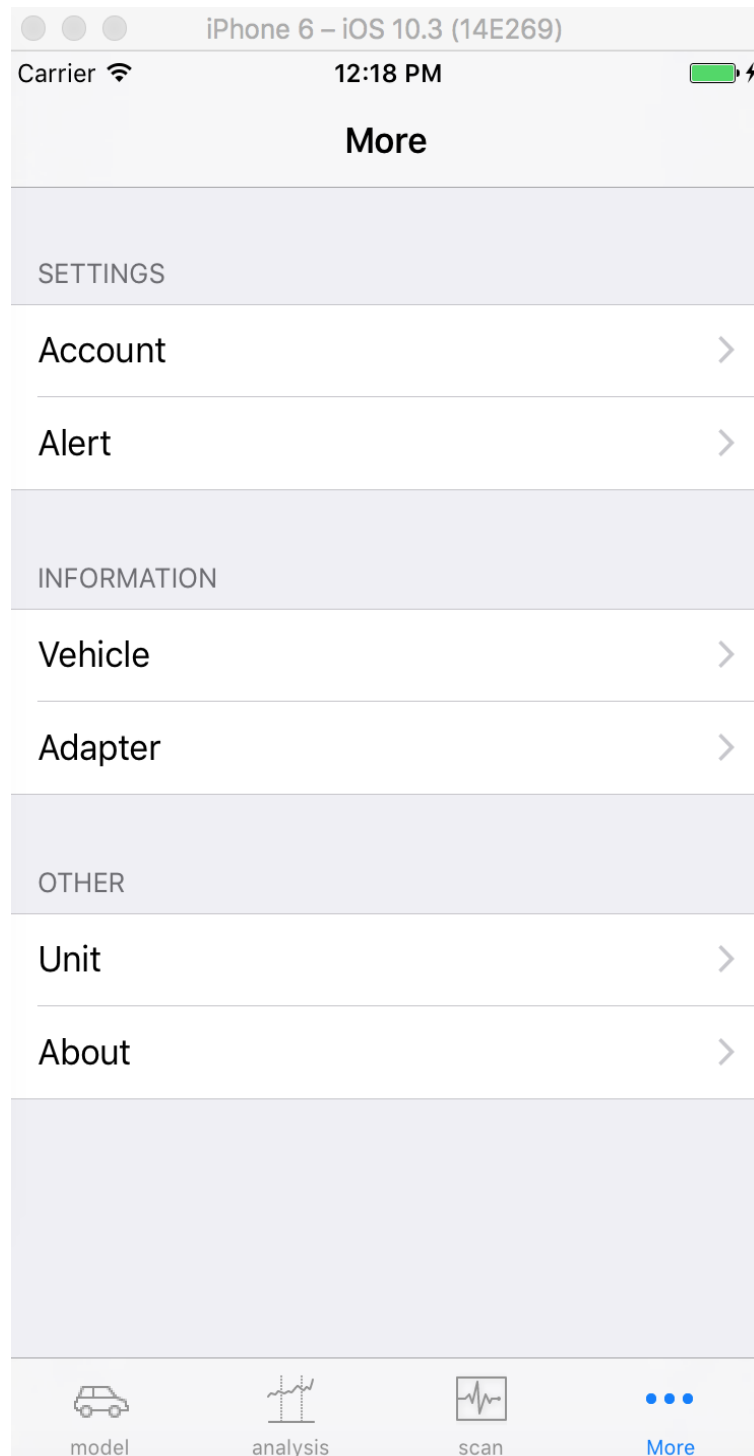 iPhone 6 – iOS 10.3 (14E269)
Carrier 12:18 PM
More
SETTINGS
Account
Alert
INFORMATION
Vehicle
Adapter
OTHER
Unit
About
model analysis scan More